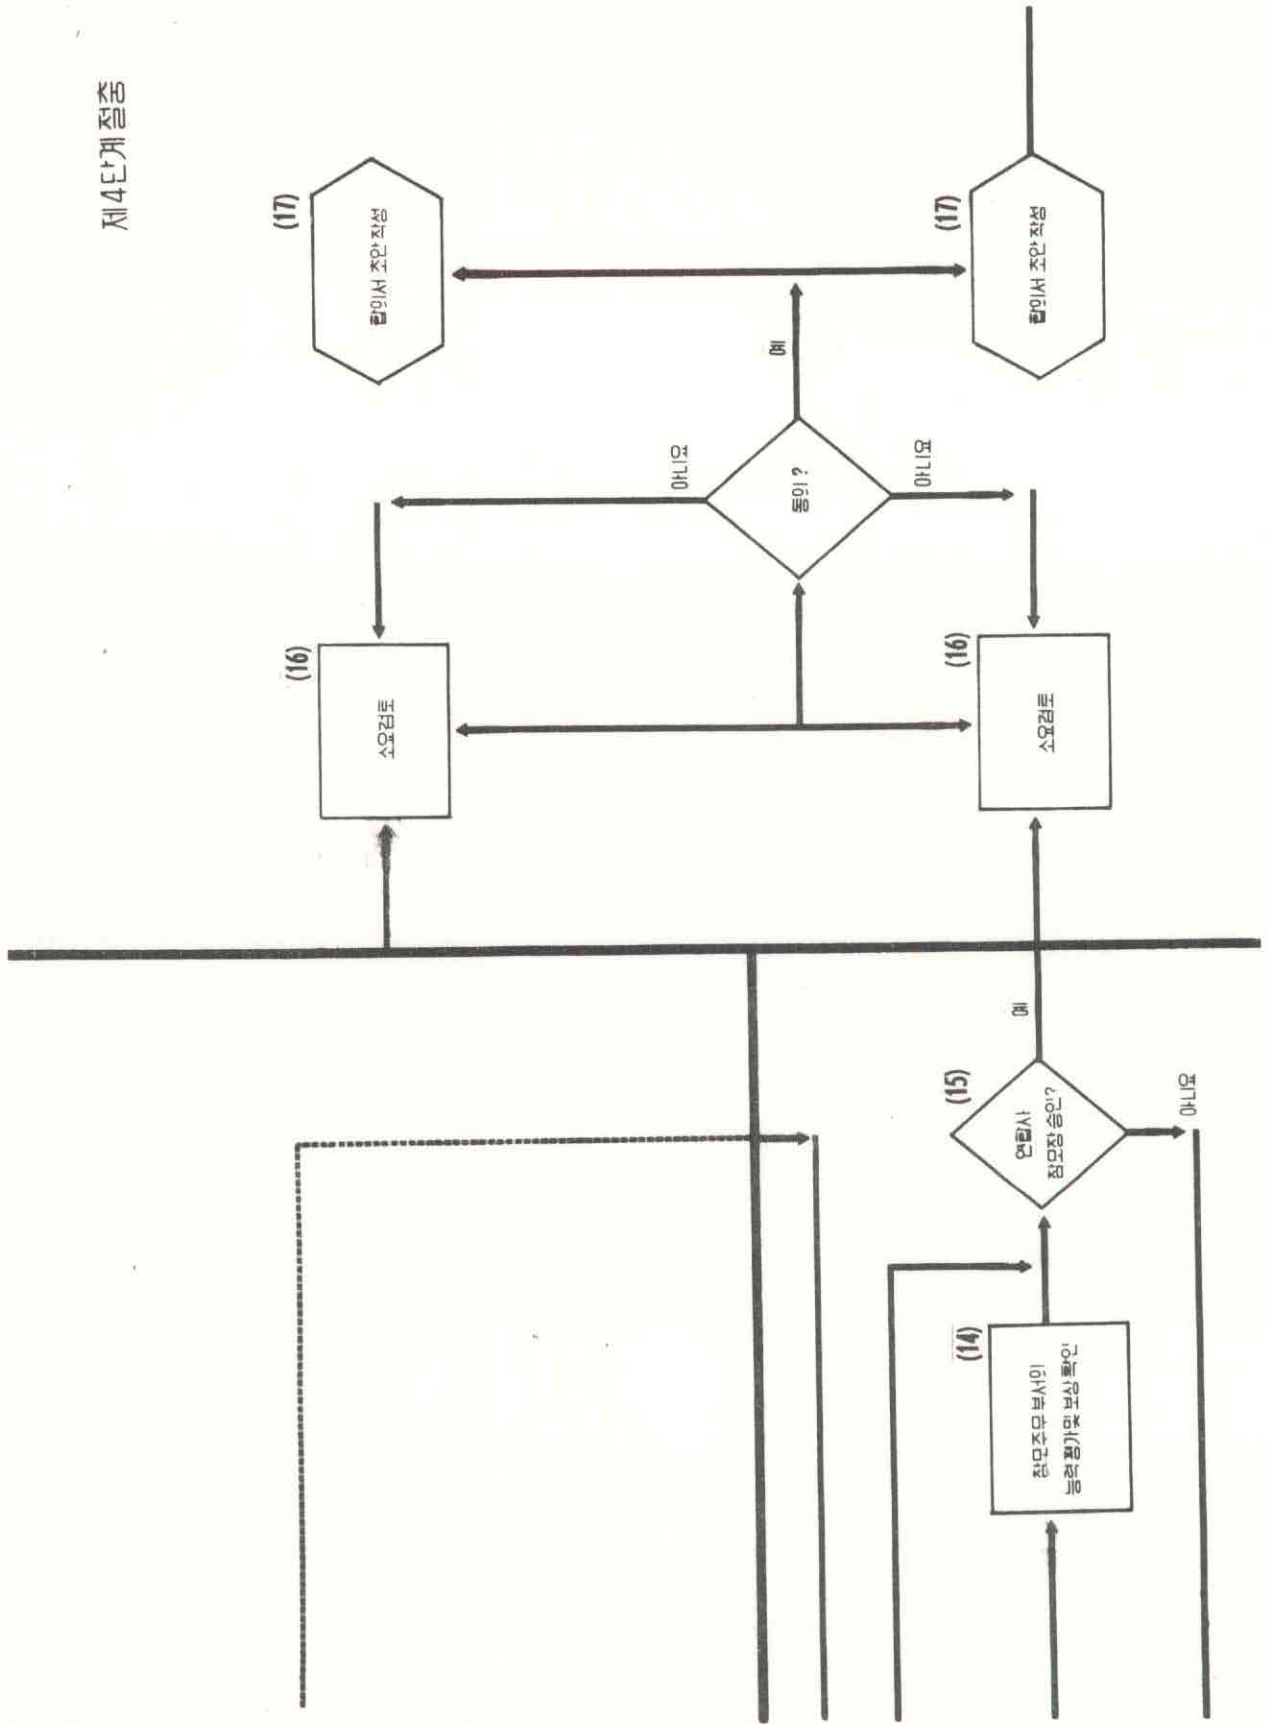 제4단계 절충
(17)
합의서 초안 작성
(17)
합의서 초안 작성
예
아니요
동의?
아니요
(16)
소요검토
(16)
소요검토
예
(15)
연합사
참모장 승인?
아니요
(14)
참모주무 부서의
능력 평가 및 보상 확인